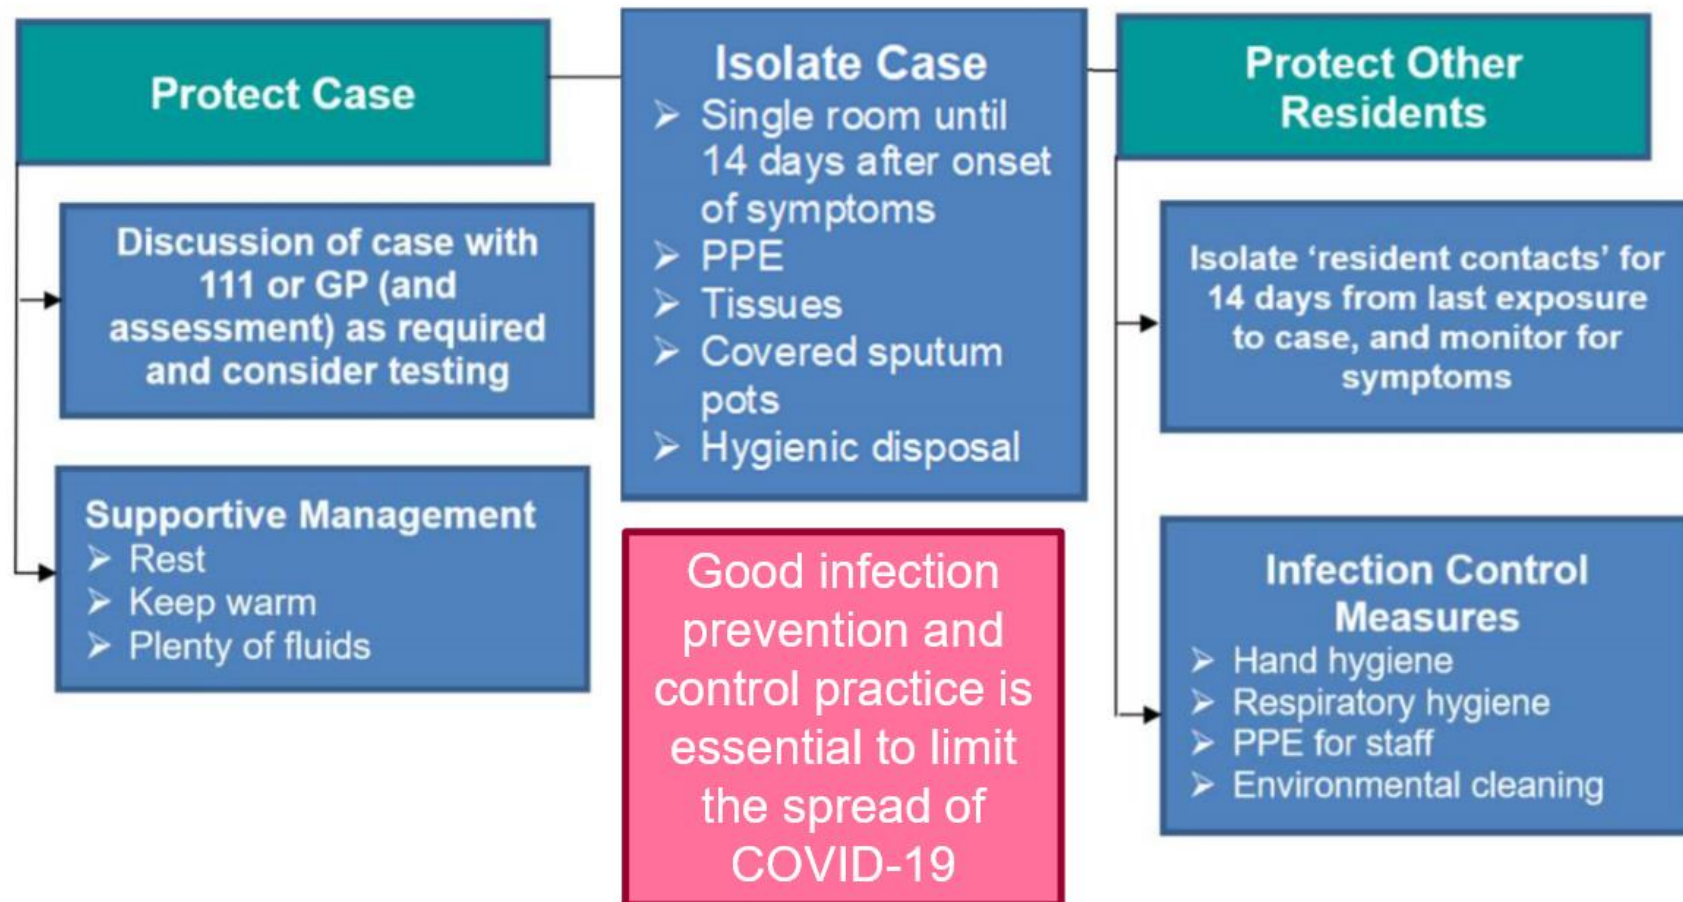 Protect Case
Discussion of case with
111 or GP (and
assessment) as required
and consider testing
Supportive Management
➢ Rest
➢ Keep warm
➢ Plenty of fluids
Isolate Case
➢ Single room until
14 days after onset
of symptoms
➢ PPE
➢ Tissues
➢ Covered sputum
pots
➢ Hygienic disposal
Good infection
prevention and
control practice is
essential to limit
the spread of
COVID-19
Protect Other
Residents
Isolate ‘resident contacts’ for
14 days from last exposure
to case, and monitor for
symptoms
Infection Control
Measures
➢ Hand hygiene
➢ Respiratory hygiene
➢ PPE for staff
➢ Environmental cleaning